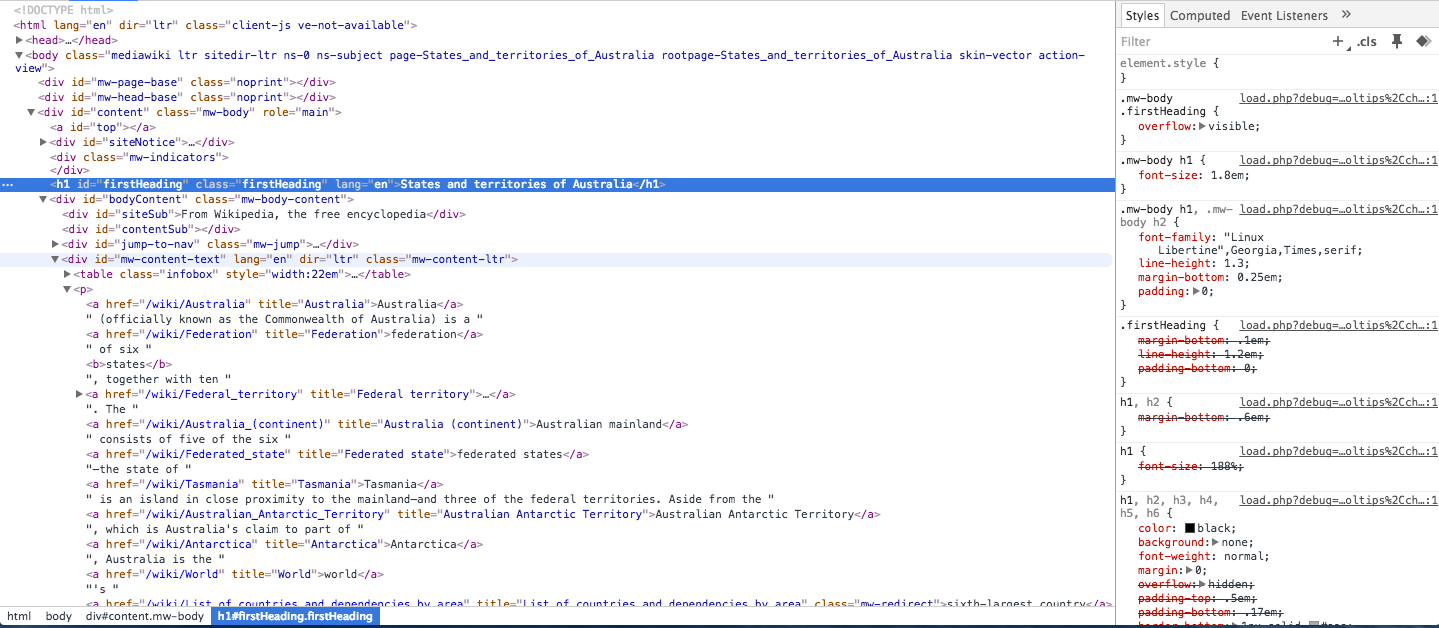 <!DOCTYPE html>
<html lang="en" dir="ltr" class="client-js ve-not-available">
▶<head>…</head>
▼<body class="mediawiki ltr sitedir-ltr ns-0 ns-subject page-States_and_territories_of_Australia rootpage-States_and_territories_of_Australia skin-vector action-
view">
<div id="mw-page-base" class="noprint"></div>
<div id="mw-head-base" class="noprint"></div>
▼<div id="content" class="mw-body" role="main">
<a id="top"></a>
▶<div id="siteNotice">…</div>
<div class="mw-indicators">
</div>
… <h1 id="firstHeading" class="firstHeading" lang="en">States and territories of Australia</h1>
▼<div id="bodyContent" class="mw-body-content">
<div id="siteSub">From Wikipedia, the free encyclopedia</div>
<div id="contentSub"></div>
▶<div id="jump-to-nav" class="mw-jump">…</div>
▼<div id="mw-content-text" lang="en" dir="ltr" class="mw-content-ltr">
▶<table class="infobox" style="width:22em">…</table>
▼<p>
<a href="/wiki/Australia" title="Australia">Australia</a>
" (officially known as the Commonwealth of Australia) is a "
<a href="/wiki/Federation" title="Federation">federation</a>
" of six "
<b>states</b>
", together with ten "
▶<a href="/wiki/Federal_territory" title="Federal territory">…</a>
". The "
<a href="/wiki/Australia_(continent)" title="Australia (continent)">Australian mainland</a>
" consists of five of the six "
<a href="/wiki/Federated_state" title="Federated state">federated states</a>
"—the state of "
<a href="/wiki/Tasmania" title="Tasmania">Tasmania</a>
" is an island in close proximity to the mainland—and three of the federal territories. Aside from the "
<a href="/wiki/Australian_Antarctic_Territory" title="Australian Antarctic Territory">Australian Antarctic Territory</a>
", which is Australia's claim to part of "
<a href="/wiki/Antarctica" title="Antarctica">Antarctica</a>
", Australia is the "
<a href="/wiki/World" title="World">world</a>
"'s "
<a href="/wiki/List_of_countries_and_dependencies_by_area" title="List of countries and dependencies by area" class="mw-redirect">sixth-largest country</a>
html body div#content.mw-body h1#firstHeading.firstHeading
Styles Computed Event Listeners »
Filter + .cls
element.style {
}
.mw-body load.php?debug=…oltips%2Cch…:1
.firstHeading {
overflow:▶visible;
}
.mw-body h1 { load.php?debug=…oltips%2Cch…:1
font-size: 1.8em;
}
.mw-body h1, .mw- load.php?debug=…oltips%2Cch…:1
body h2 {
font-family: "Linux
Libertine",Georgia,Times,serif;
line-height: 1.3;
margin-bottom: 0.25em;
padding:▶0;
}
.firstHeading { load.php?debug=…oltips%2Cch…:1
margin-bottom: .1em;
line-height: 1.2em;
padding-bottom: 0;
}
h1, h2 { load.php?debug=…oltips%2Cch…:1
margin-bottom: .6em;
}
h1 { load.php?debug=…oltips%2Cch…:1
font-size: 188%;
}
h1, h2, h3, h4, load.php?debug=…oltips%2Cch…:1
h5, h6 {
color: black;
background:▶none;
font-weight: normal;
margin:▶0;
overflow:▶hidden;
padding-top: .5em;
padding-bottom: .17em;
border-bottom:▶1px solid #aaa;